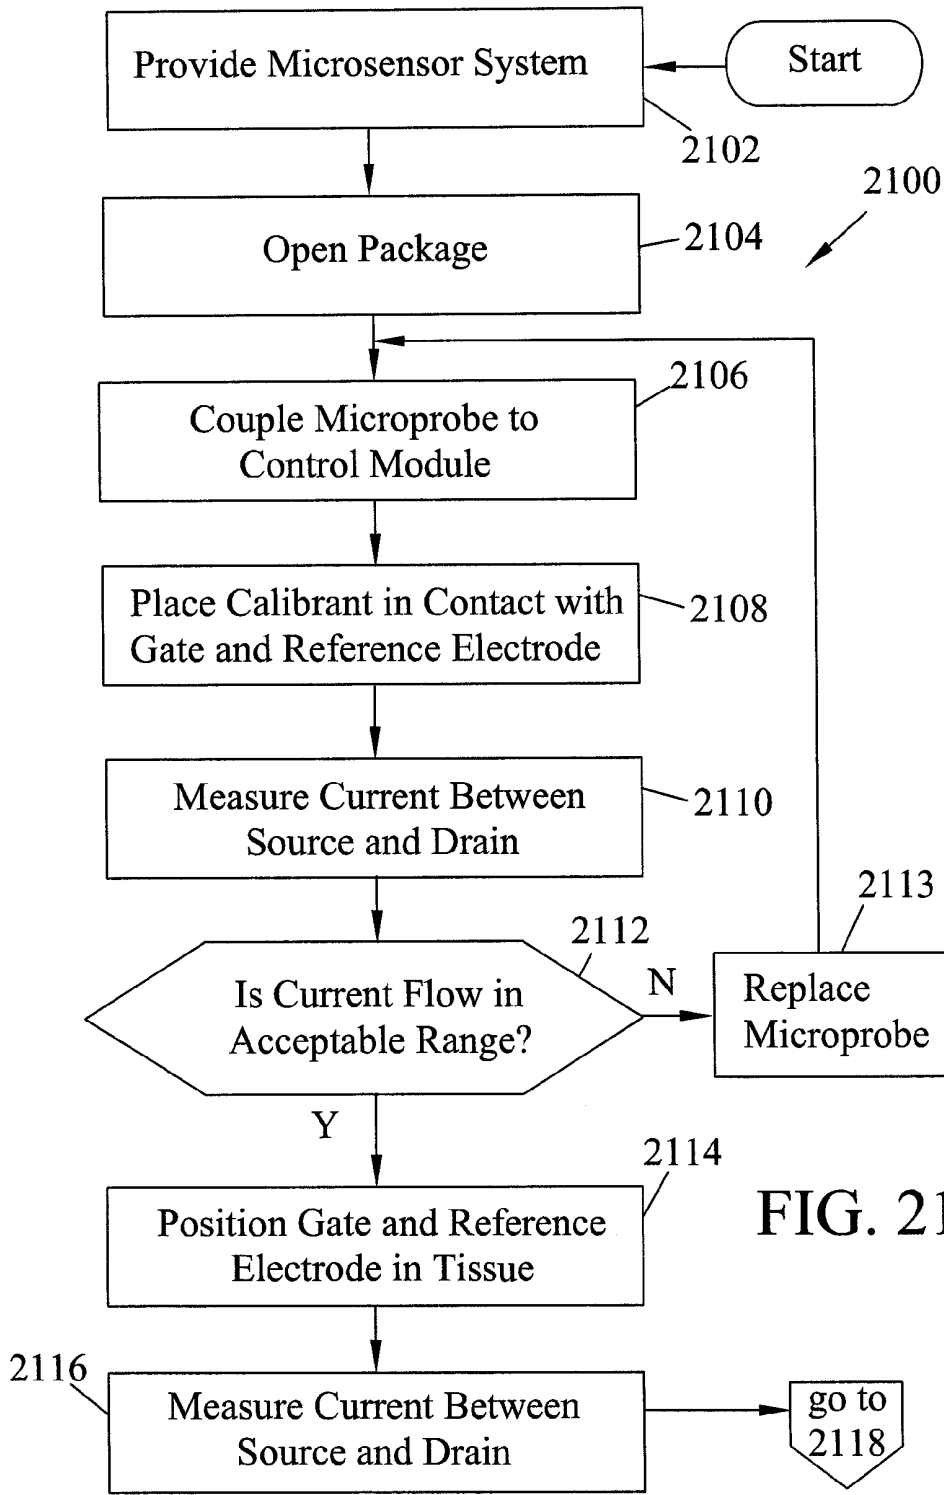 Provide Microsensor System
Start
2102
2100
Open Package
2104
2106
Couple Microprobe to
Control Module
Place Calibrant in Contact with
Gate and Reference Electrode
2108
Measure Current Between
Source and Drain
2110
2112
2113
Is Current Flow in
Acceptable Range?
N
Replace
Microprobe
Y
2114
Position Gate and Reference
Electrode in Tissue
FIG. 21
2116
Measure Current Between
Source and Drain
go to
2118